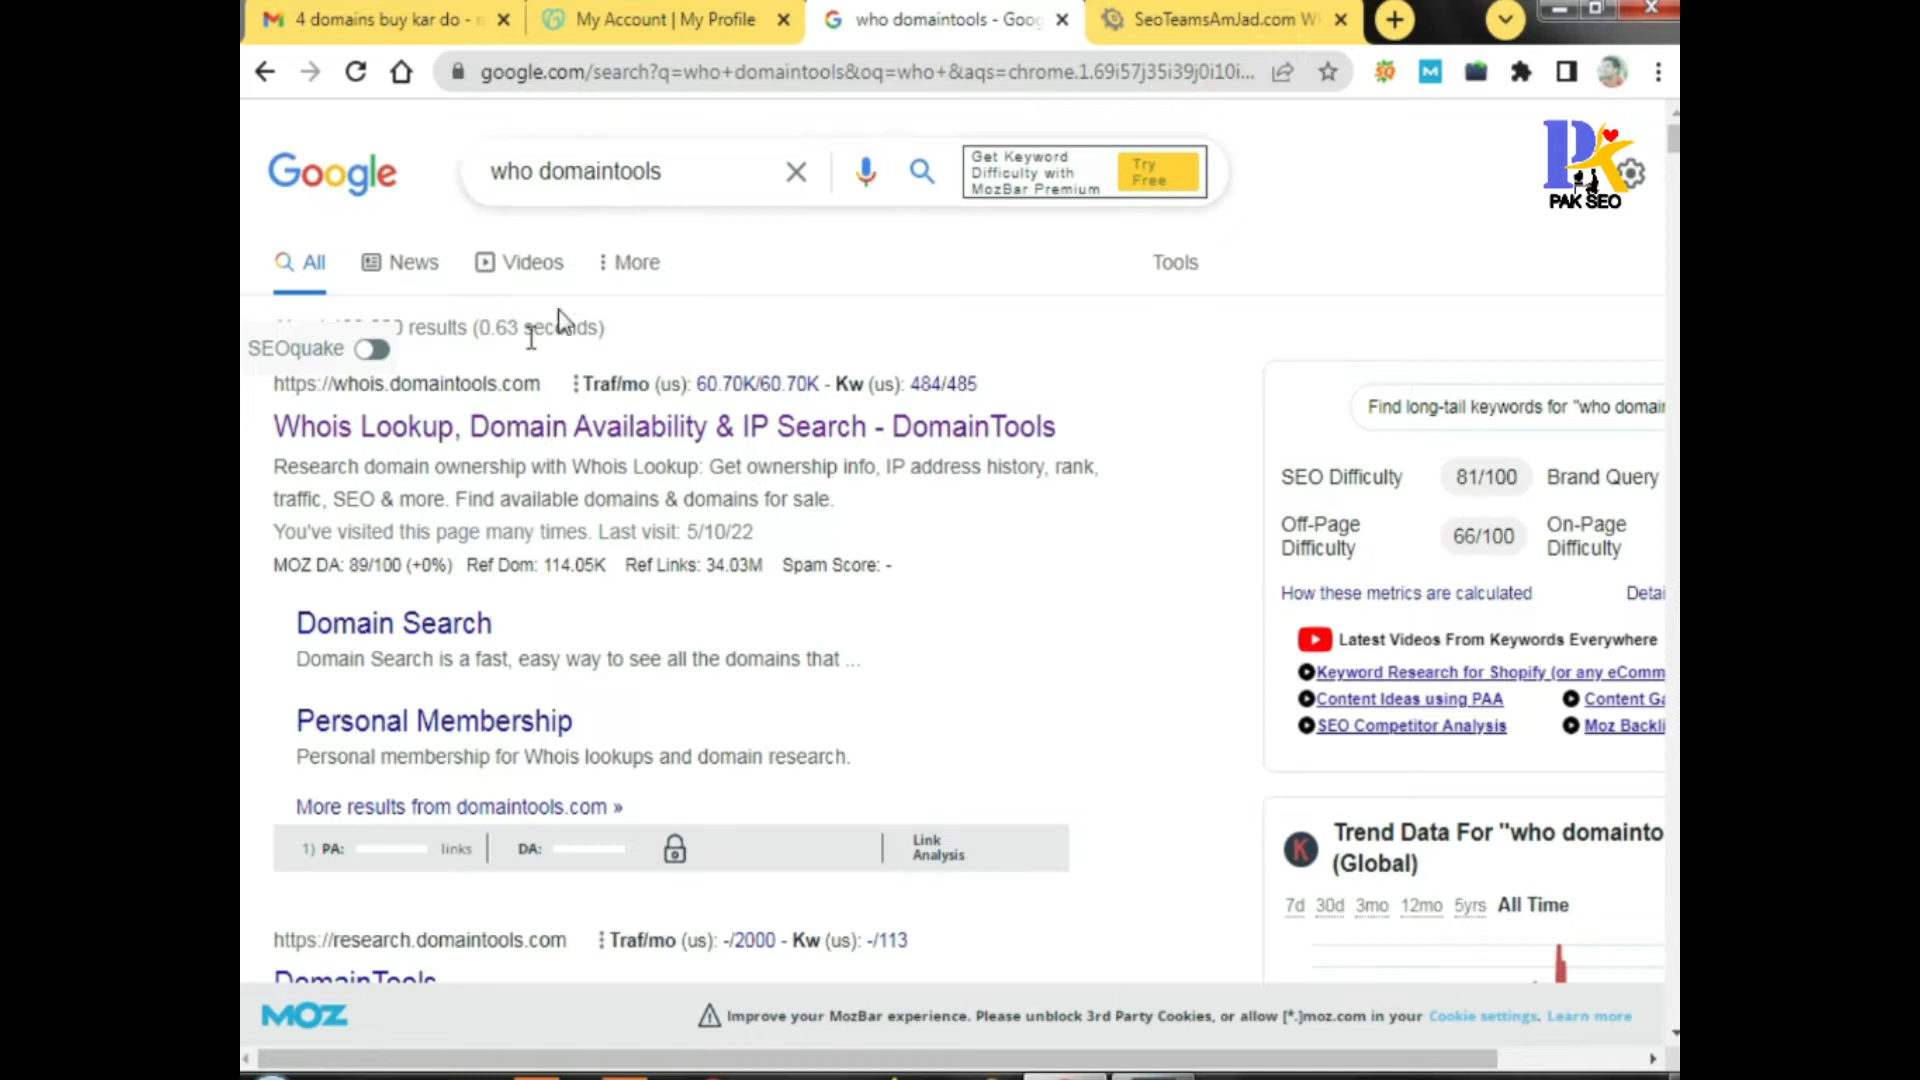 4 domains buy kar do -
My Account | My Profile
who domaintools - Goog
SeoTeamsAmJad.com W
google.com/search?q=who+domaintools&oq=who+&aqs=chrome.1.69i57j35i39j0i10i...
Google
who domaintools
Get Keyword
Difficulty with
MozBar Premium
Try
Free
PK
PAK SEO
All
News
Videos
More
Tools
results (0.63 seconds)
SEOquake
https://whois.domaintools.com
Traf/mo (us): 60.70K/60.70K - Kw (us): 484/485
Whois Lookup, Domain Availability & IP Search - DomainTools
Research domain ownership with Whois Lookup: Get ownership info, IP address history, rank,
traffic, SEO & more. Find available domains & domains for sale.
You've visited this page many times. Last visit: 5/10/22
MOZ DA: 89/100 (+0%) Ref Dom: 114.05K Ref Links: 34.03M Spam Score: -
Domain Search
Domain Search is a fast, easy way to see all the domains that ...
Personal Membership
Personal membership for Whois lookups and domain research.
More results from domaintools.com »
1) PA: links
DA:
Link
Analysis
https://research.domaintools.com
Traf/mo (us): -/2000 - Kw (us): -/113
DomainTools
Find long-tail keywords for "who domain
SEO Difficulty
81/100
Brand Query
Off-Page
Difficulty
66/100
On-Page
Difficulty
How these metrics are calculated
Detai
Latest Videos From Keywords Everywhere
Keyword Research for Shopify (or any eComm
Content Ideas using PAA
Content Ga
SEO Competitor Analysis
Moz Backli
K
Trend Data For "who domainto
(Global)
7d 30d 3mo 12mo 5yrs All Time
MOZ
Improve your MozBar experience. Please unblock 3rd Party Cookies, or allow [*.]moz.com in your Cookie settings. Learn more